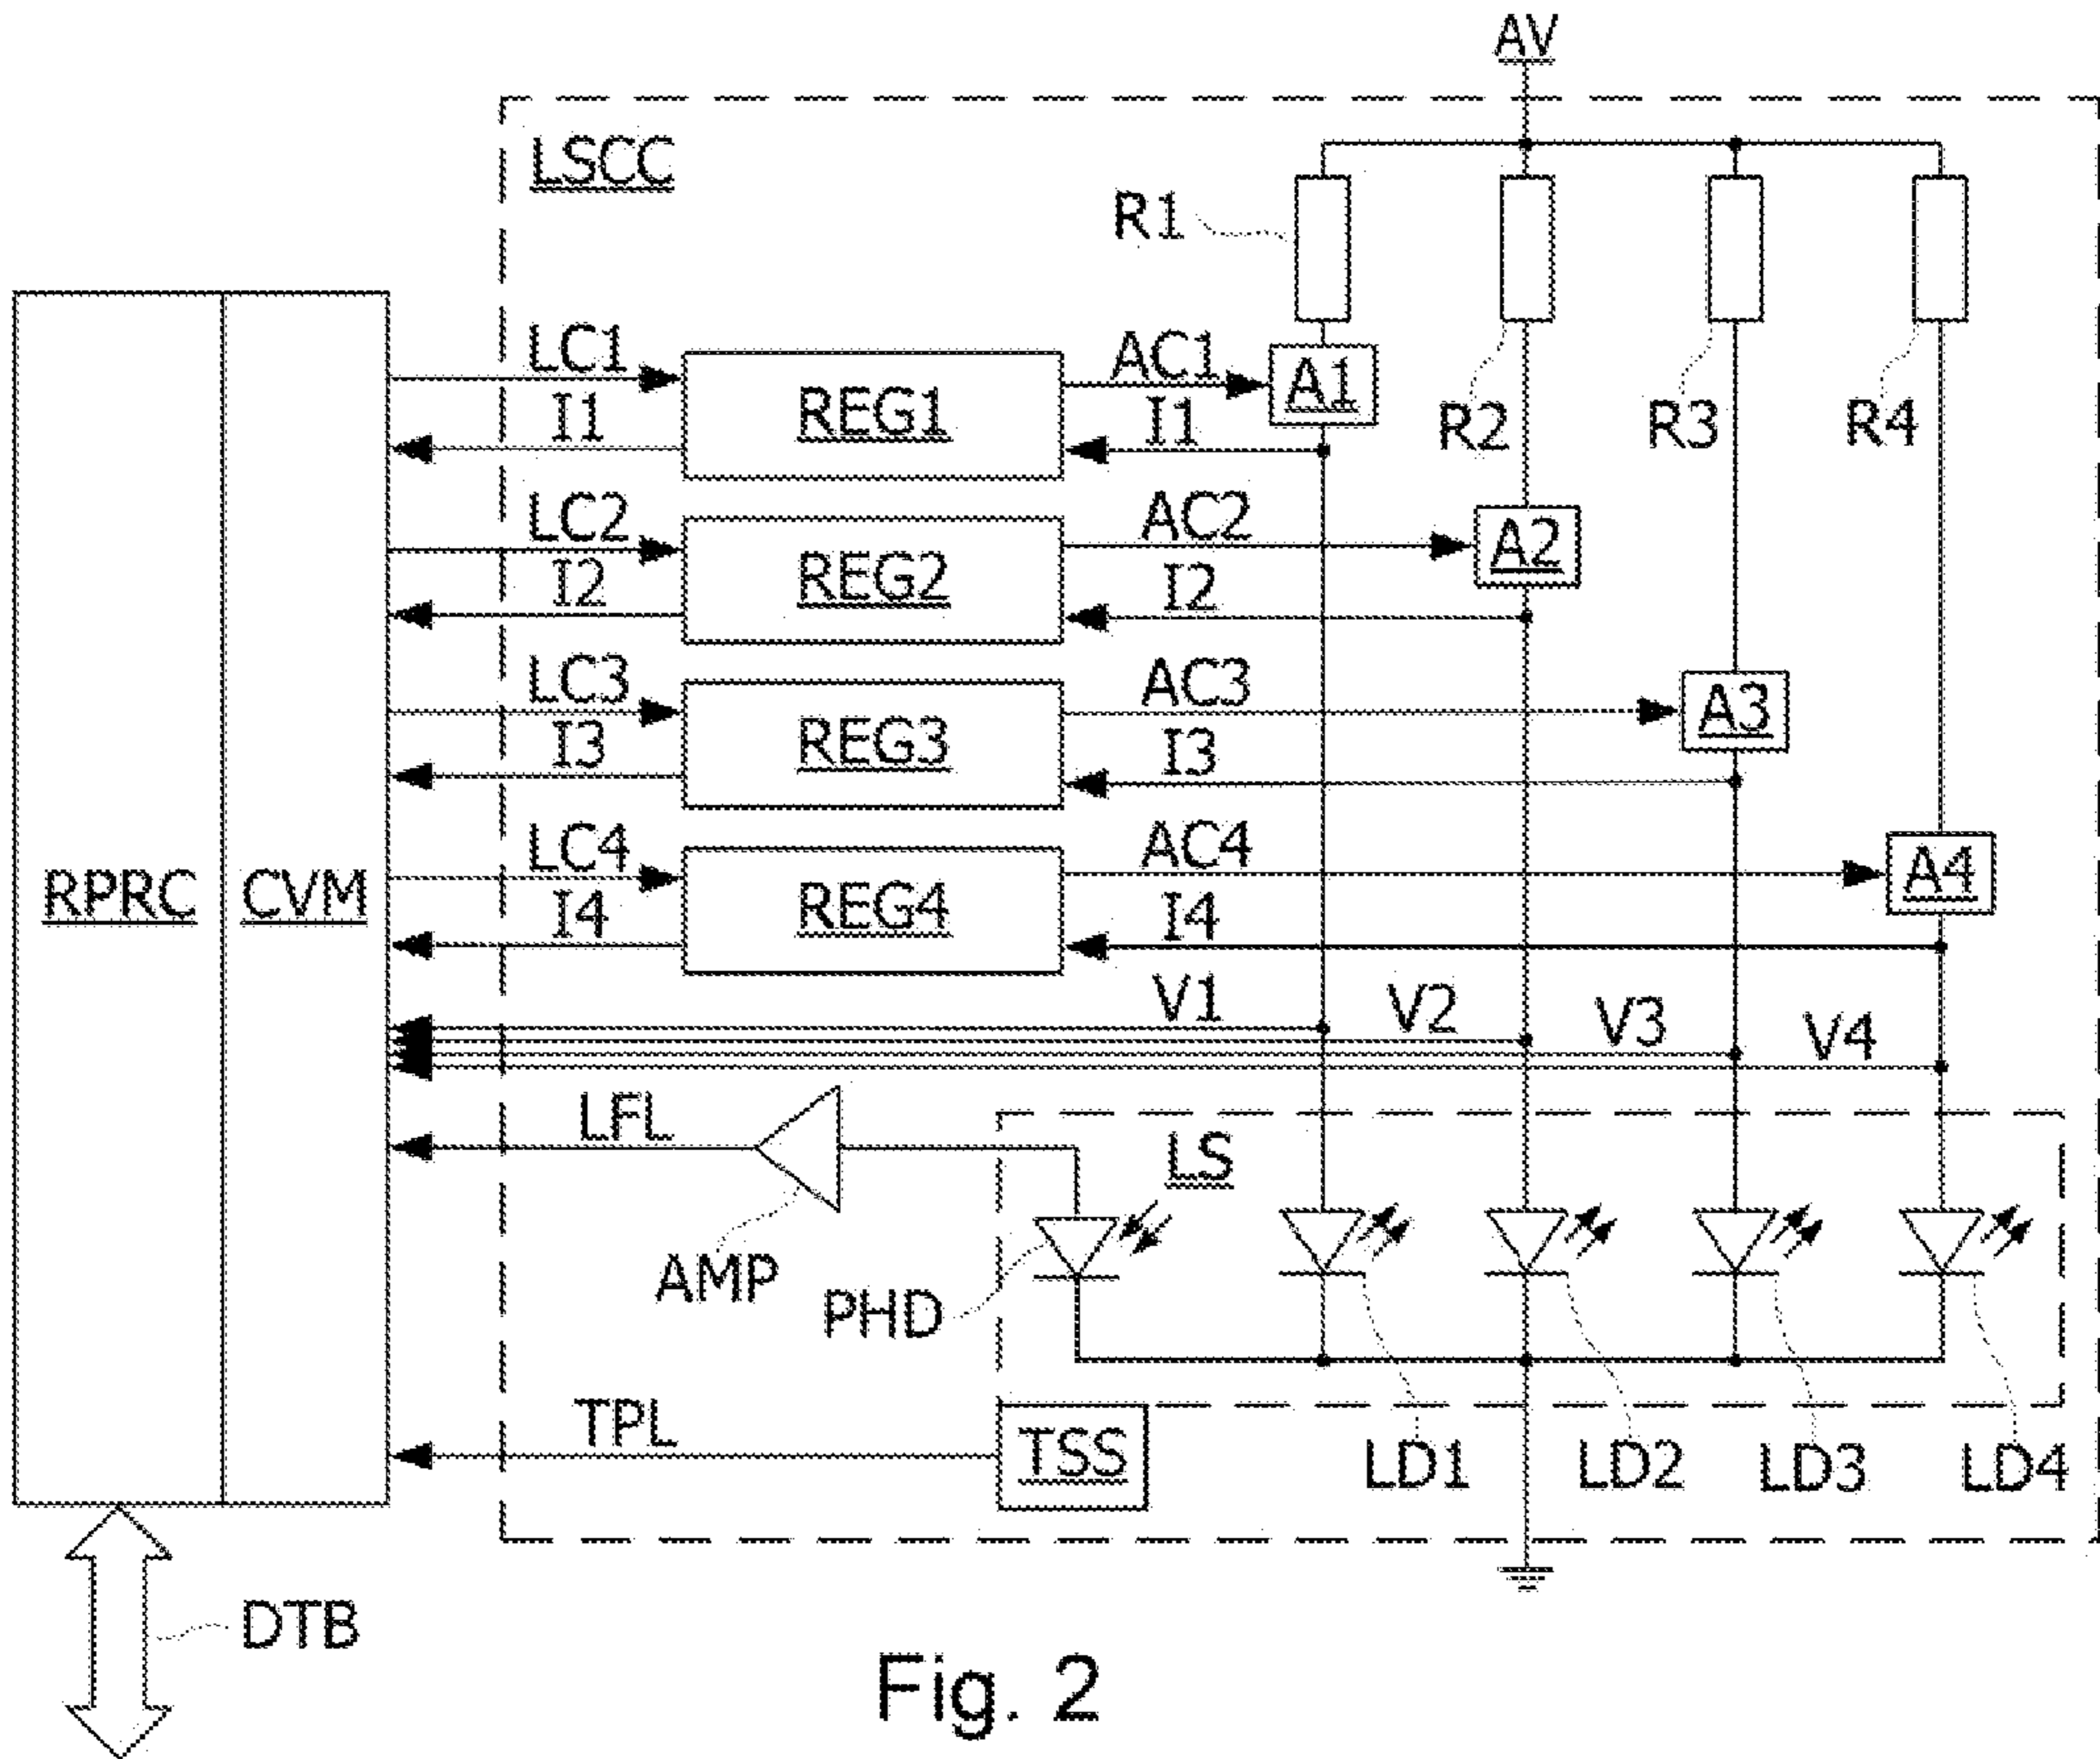 AV
LSCC
R1
R2
R3
R4
LC1
I1
REG1
AC1
I1
A1
LC2
I2
REG2
AC2
I2
A2
LC3
I3
REG3
AC3
I3
A3
LC4
I4
REG4
AC4
I4
A4
RPRC
CVM
V1
V2
V3
V4
LFL
LS
AMP
PHD
TPL
TSS
LD1
LD2
LD3
LD4
DTB
Fig. 2